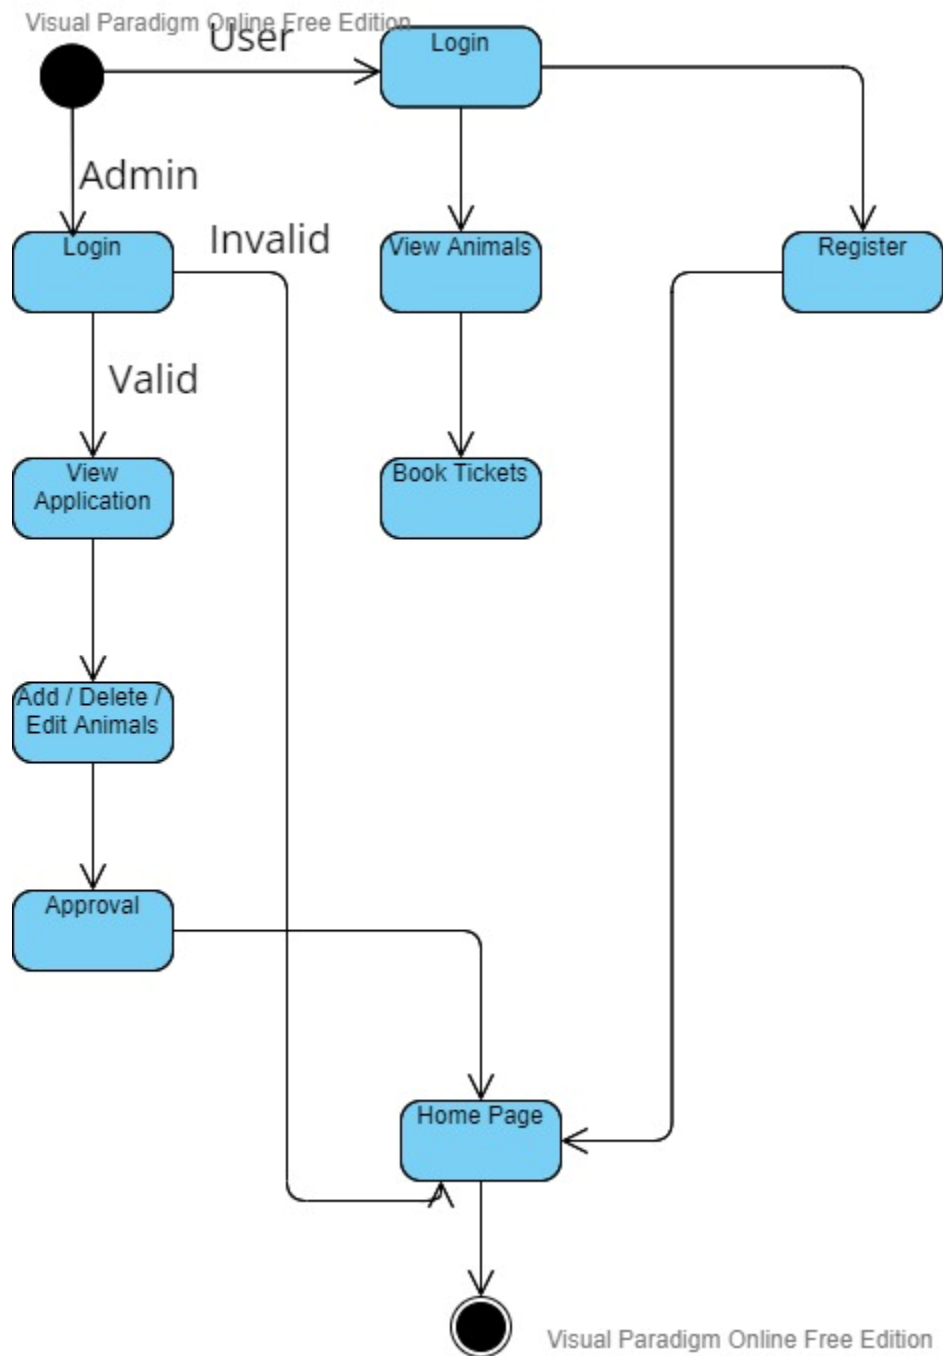 Visual Paradigm Online Free Edition
User
Login
Admin
Login
Invalid
View Animals
Register
Valid
View
Application
Book Tickets
Add / Delete /
Edit Animals
Approval
Home Page
Visual Paradigm Online Free Edition